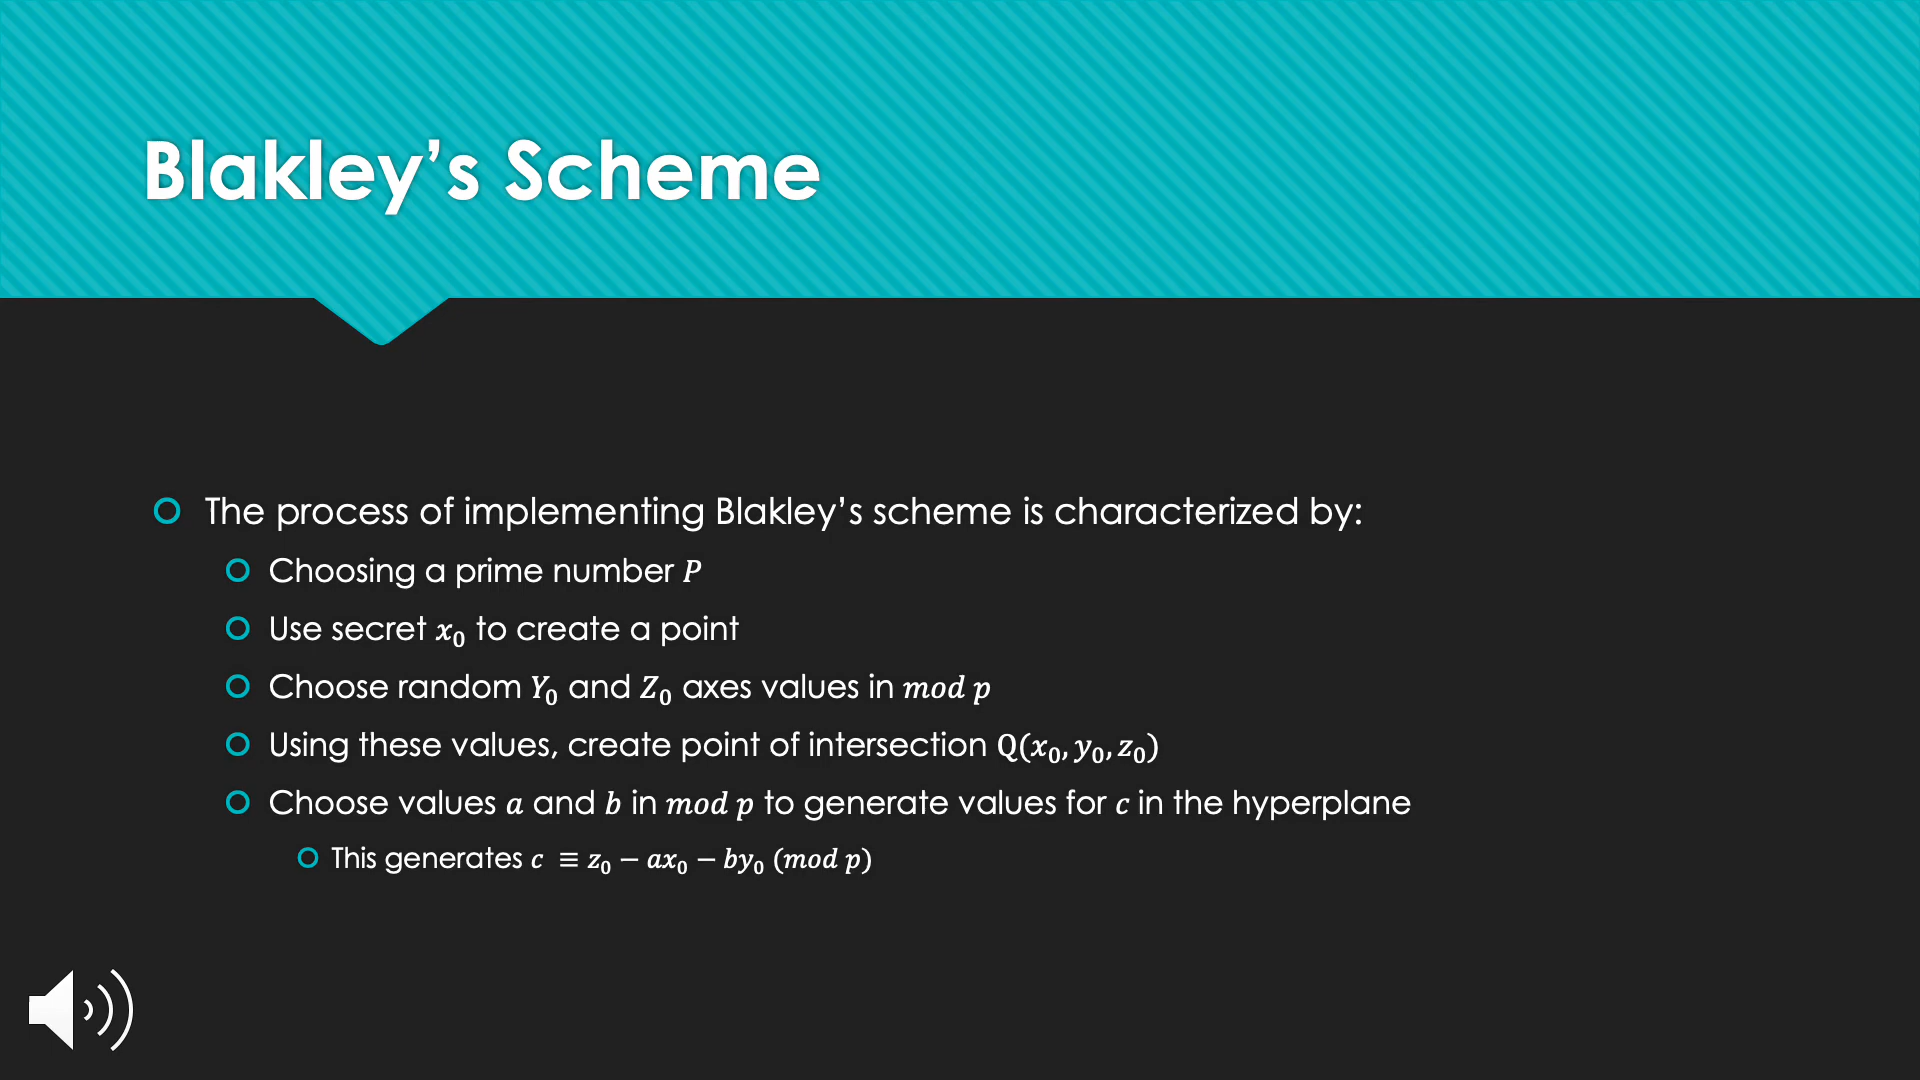 Blakley’s Scheme
The process of implementing Blakley’s scheme is characterized by:
Choosing a prime number P
Use secret x₀ to create a point
Choose random Y₀ and Z₀ axes values in mod p
Using these values, create point of intersection Q(x₀, y₀, z₀)
Choose values a and b in mod p to generate values for c in the hyperplane
This generates c ≡ z₀ − ax₀ − by₀ (mod p)